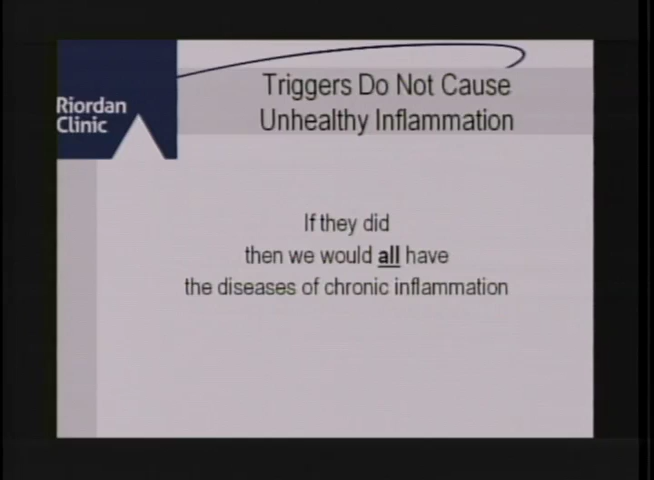 Riordan
Clinic
Triggers Do Not Cause
Unhealthy Inflammation
If they did
then we would all have
the diseases of chronic inflammation